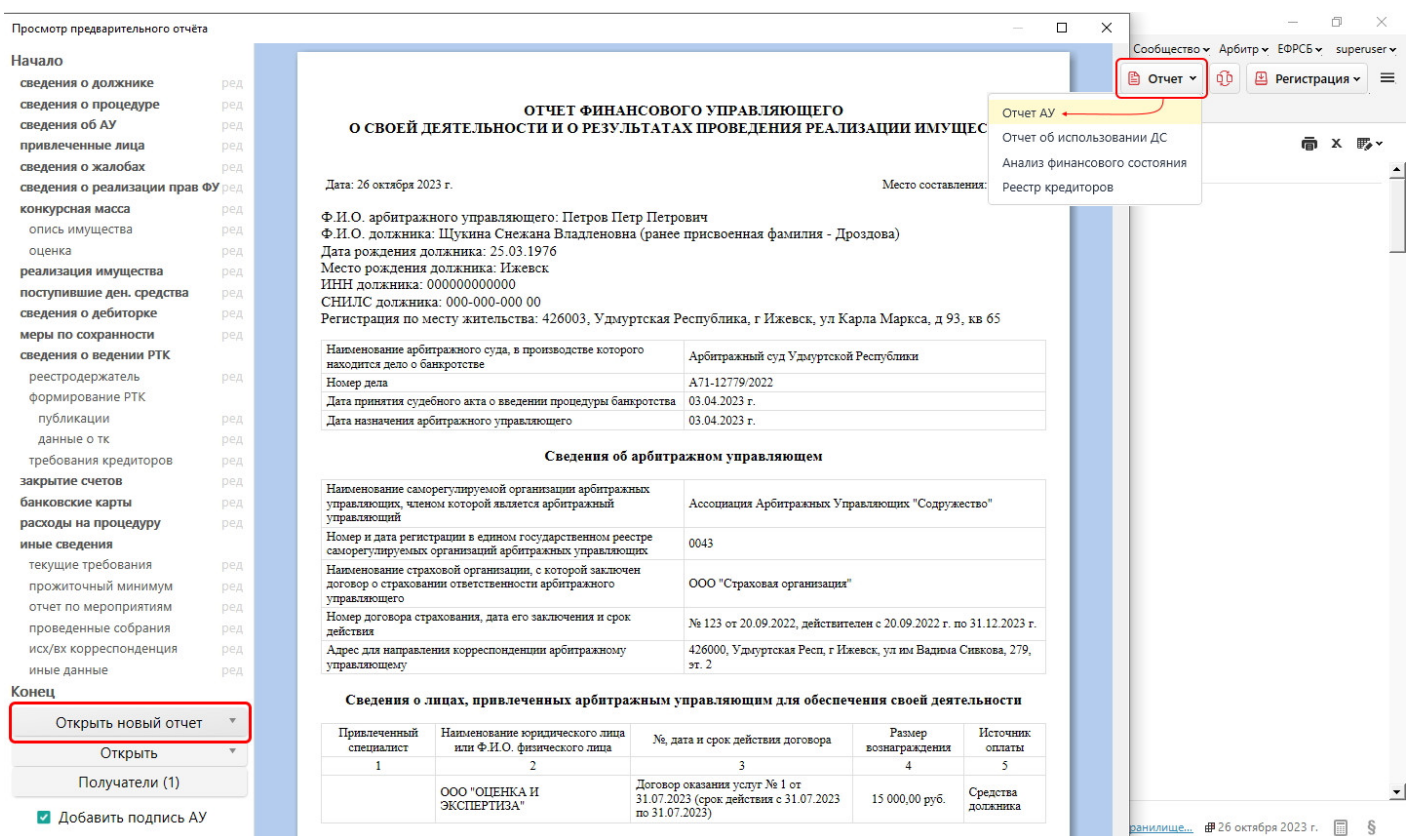 Просмотр предварительного отчёта
Начало
сведения о должнике ред
сведения о процедуре ред
сведения об АУ ред
привлеченные лица ред
сведения о жалобах ред
сведения о реализации прав ФУ ред
конкурсная масса ред
опись имущества ред
оценка ред
реализация имущества ред
поступившие ден. средства ред
сведения о дебиторке ред
меры по сохранности ред
сведения о ведении РТК
реестродержатель ред
формирование РТК
публикации ред
данные о тк ред
требования кредиторов ред
закрытие счетов ред
банковские карты ред
расходы на процедуру ред
иные сведения
текущие требования ред
прожиточный минимум ред
отчет по мероприятиям ред
проведенные собрания ред
исх/вх корреспонденция ред
иные данные ред
Конец
Открыть новый отчет
Открыть
Получатели (1)
Добавить подпись АУ
ОТЧЕТ ФИНАНСОВОГО УПРАВЛЯЮЩЕГО
О СВОЕЙ ДЕЯТЕЛЬНОСТИ И О РЕЗУЛЬТАТАХ ПРОВЕДЕНИЯ РЕАЛИЗАЦИИ ИМУЩЕС
Дата: 26 октября 2023 г. Место составления:
Ф.И.О. арбитражного управляющего: Петров Петр Петрович
Ф.И.О. должника: Щукина Снежана Владленовна (ранее присвоенная фамилия - Дроздова)
Дата рождения должника: 25.03.1976
Место рождения должника: Ижевск
ИНН должника: 000000000000
СНИЛС должника: 000-000-000 00
Регистрация по месту жительства: 426003, Удмуртская Республика, г Ижевск, ул Карла Маркса, д 93, кв 65
Наименование арбитражного суда, в производстве которого
находится дело о банкротстве
Арбитражный суд Удмуртской Республики
Номер дела А71-12779/2022
Дата принятия судебного акта о введении процедуры банкротства 03.04.2023 г.
Дата назначения арбитражного управляющего 03.04.2023 г.
Сведения об арбитражном управляющем
Наименование саморегулируемой организации арбитражных
управляющих, членом которой является арбитражный
управляющий
Ассоциация Арбитражных Управляющих "Содружество"
Номер и дата регистрации в едином государственном реестре
саморегулируемых организаций арбитражных управляющих
0043
Наименование страховой организации, с которой заключен
договор о страховании ответственности арбитражного
управляющего
ООО "Страховая организация"
Номер договора страхования, дата его заключения и срок
действия
№ 123 от 20.09.2022, действителен с 20.09.2022 г. по 31.12.2023 г.
Адрес для направления корреспонденции арбитражному
управляющему
426000, Удмуртская Респ, г Ижевск, ул им Вадима Сивкова, 279,
эт. 2
Сведения о лицах, привлеченных арбитражным управляющим для обеспечения своей деятельности
Привлеченный
специалист
Наименование юридического лица
или Ф.И.О. физического лица
№, дата и срок действия договора
Размер
вознаграждения
Источник
оплаты
1 2 3 4 5
ООО "ОЦЕНКА И
ЭКСПЕРТИЗА"
Договор оказания услуг № 1 от
31.07.2023 (срок действия с 31.07.2023
по 31.07.2023)
15 000,00 руб.
Средства
должника
Сообщество Арбитр ЕФРСБ superuser
Отчет Регистрация
Отчет АУ
Отчет об использовании ДС
Анализ финансового состояния
Реестр кредиторов
ранилище... 26 октября 2023 г. §